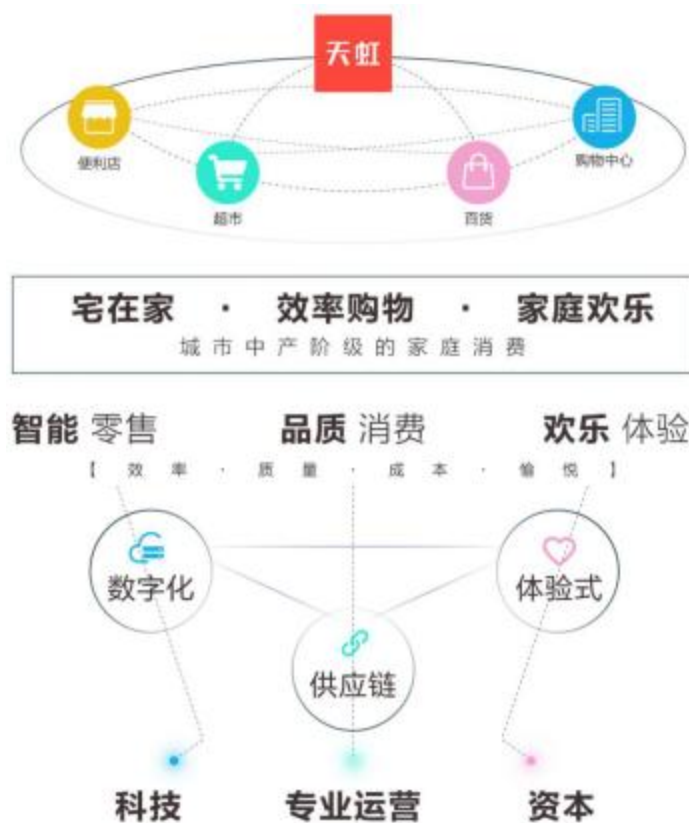 天虹
便利店
购物中心
超市
百货
宅在家 · 效率购物 · 家庭欢乐
城市中产阶级的家庭消费
智能 零售 品质 消费 欢乐 体验
【 效率 · 质量 · 成本 · 愉悦 】
数字化
体验式
供应链
科技 专业运营 资本